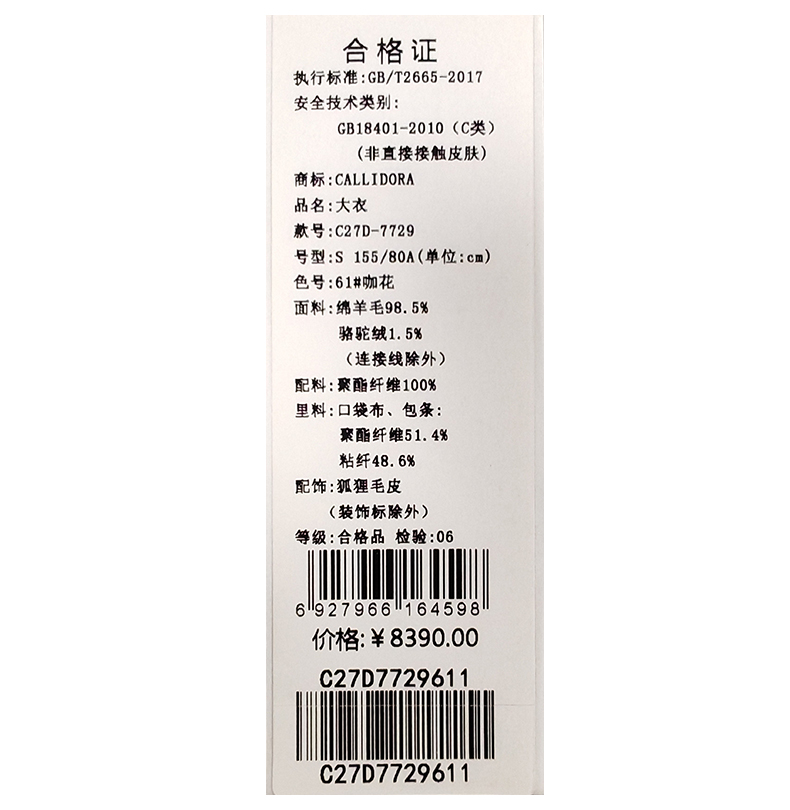 合格证
执行标准:GB/T2665-2017
安全技术类别:
GB18401-2010（C类）
(非直接接触皮肤)
商标:CALLIDORA
品名:大衣
款号:C27D-7729
号型:S 155/80A(单位:cm)
色号:61#咖花
面料:绵羊毛98.5%
骆驼绒1.5%
（连接线除外）
配料:聚酯纤维100%
里料:口袋布、包条:
聚酯纤维51.4%
粘纤48.6%
配饰:狐狸毛皮
（装饰标除外）
等级:合格品 检验:06
6 927966 164598
价格:￥8390.00
C27D7729611
C27D7729611